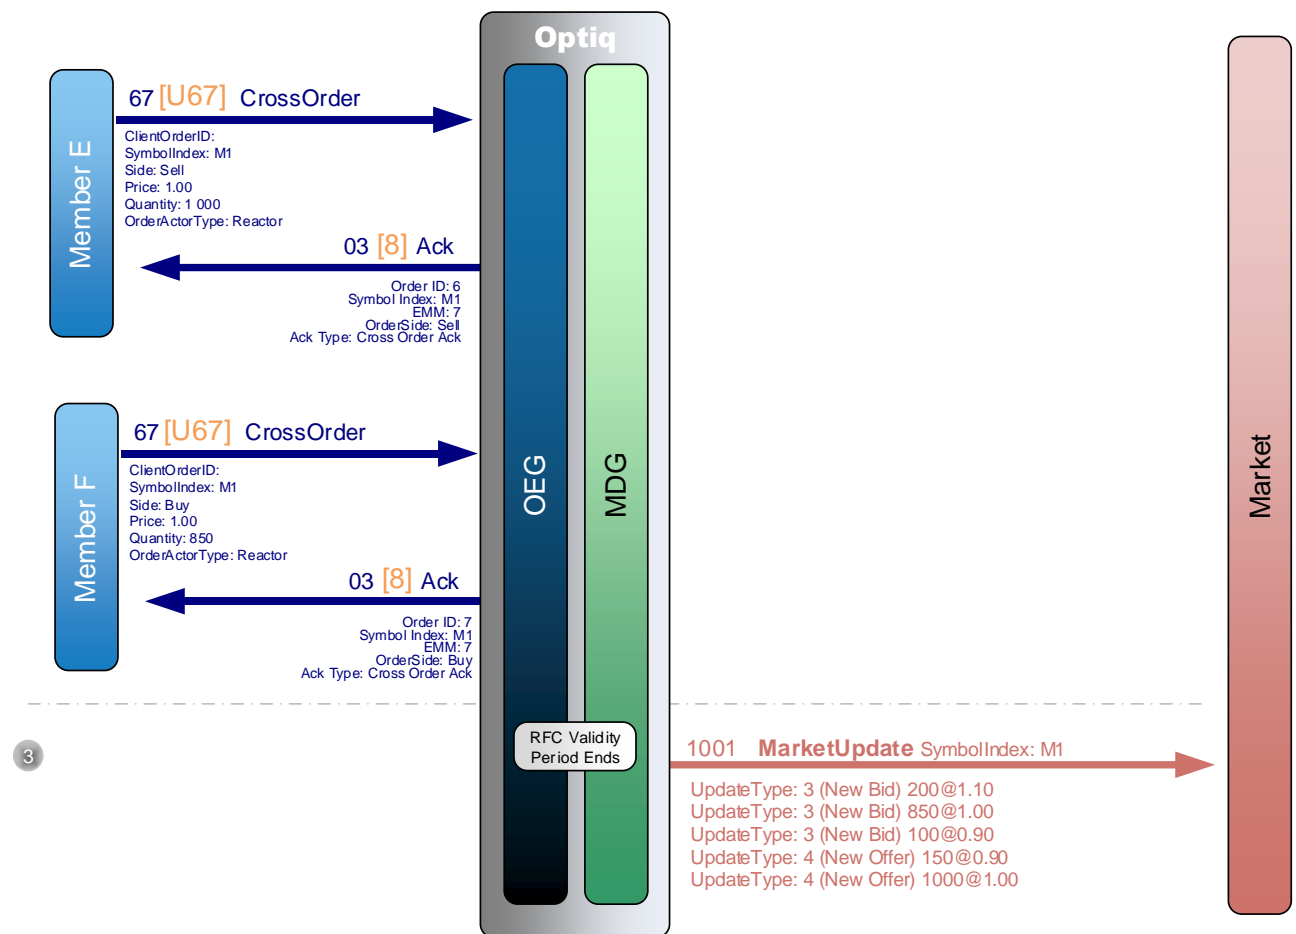 Optiq
67 [U67] CrossOrder
ClientOrderID:
SymbolIndex: M1
Side: Sell
Price: 1.00
Quantity: 1 000
OrderActorType: Reactor
Member E
03 [8] Ack
Order ID: 6
Symbol Index: M1
EMM: 7
OrderSide: Sell
Ack Type: Cross Order Ack
67 [U67] CrossOrder
ClientOrderID:
SymbolIndex: M1
Side: Buy
Price: 1.00
Quantity: 850
OrderActorType: Reactor
Member F
03 [8] Ack
Order ID: 7
Symbol Index: M1
EMM: 7
OrderSide: Buy
Ack Type: Cross Order Ack
OEG
MDG
Market
3
RFC Validity
Period Ends
1001 MarketUpdate SymbolIndex: M1
UpdateType: 3 (New Bid) 200@1.10
UpdateType: 3 (New Bid) 850@1.00
UpdateType: 3 (New Bid) 100@0.90
UpdateType: 4 (New Offer) 150@0.90
UpdateType: 4 (New Offer) 1000@1.00